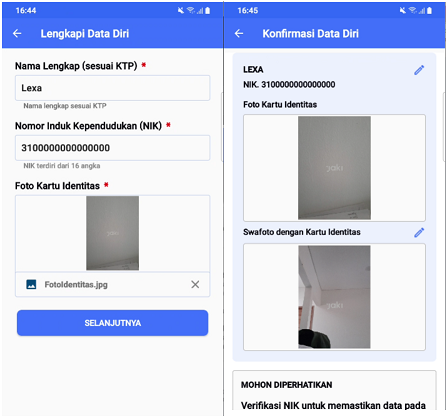 16:44
Lengkapi Data Diri
Nama Lengkap (sesuai KTP) *
Lexa
Nama lengkap sesuai KTP
Nomor Induk Kependudukan (NIK) *
3100000000000000
NIK terdiri dari 16 angka
Foto Kartu Identitas *
FotoIdentitas.jpg
SELANJUTNYA
16:45
Konfirmasi Data Diri
LEXA
NIK. 3100000000000000
Foto Kartu Identitas
yaki
Swafoto dengan Kartu Identitas
yaki
MOHON DIPERHATIKAN
Verifikasi NIK untuk memastikan data pada